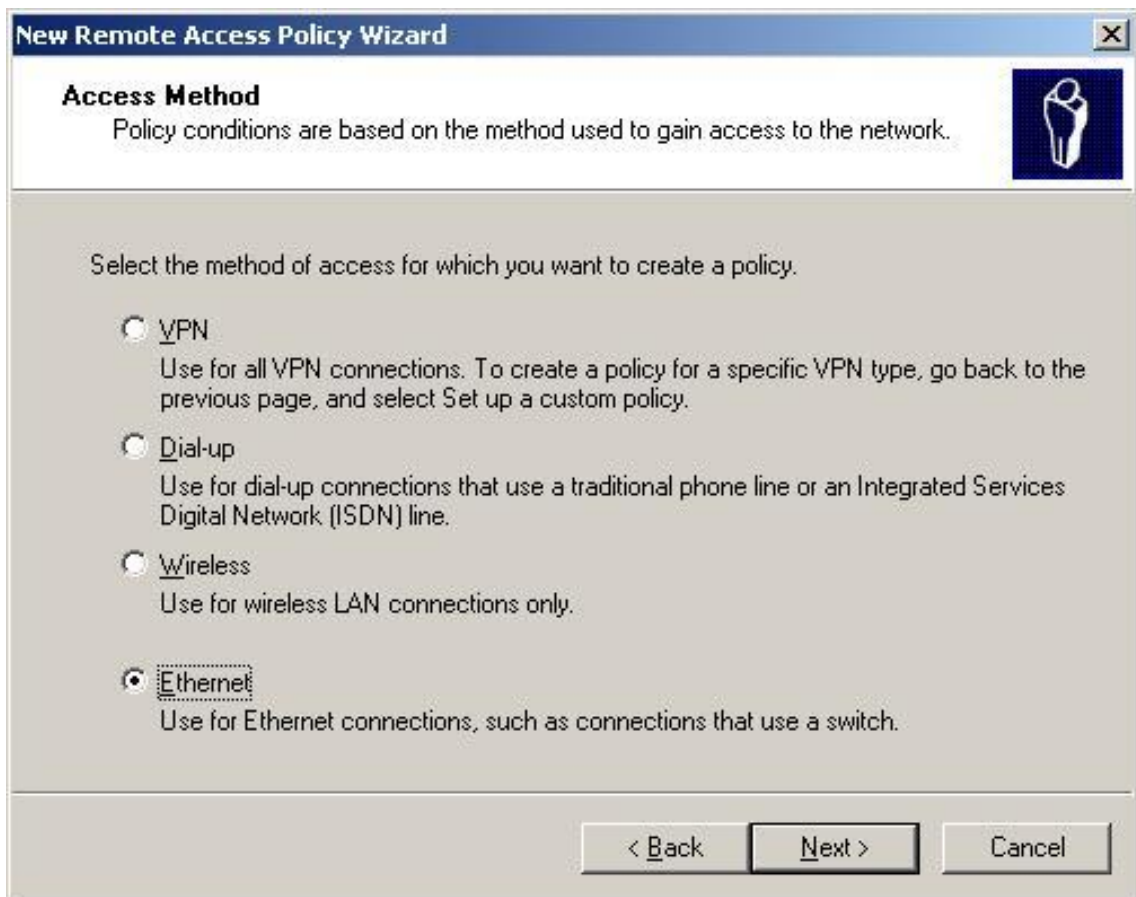 New Remote Access Policy Wizard
Access Method
Policy conditions are based on the method used to gain access to the network.
Select the method of access for which you want to create a policy.
VPN
Use for all VPN connections. To create a policy for a specific VPN type, go back to the
previous page, and select Set up a custom policy.
Dial-up
Use for dial-up connections that use a traditional phone line or an Integrated Services
Digital Network (ISDN) line.
Wireless
Use for wireless LAN connections only.
Ethernet
Use for Ethernet connections, such as connections that use a switch.
< Back Next > Cancel